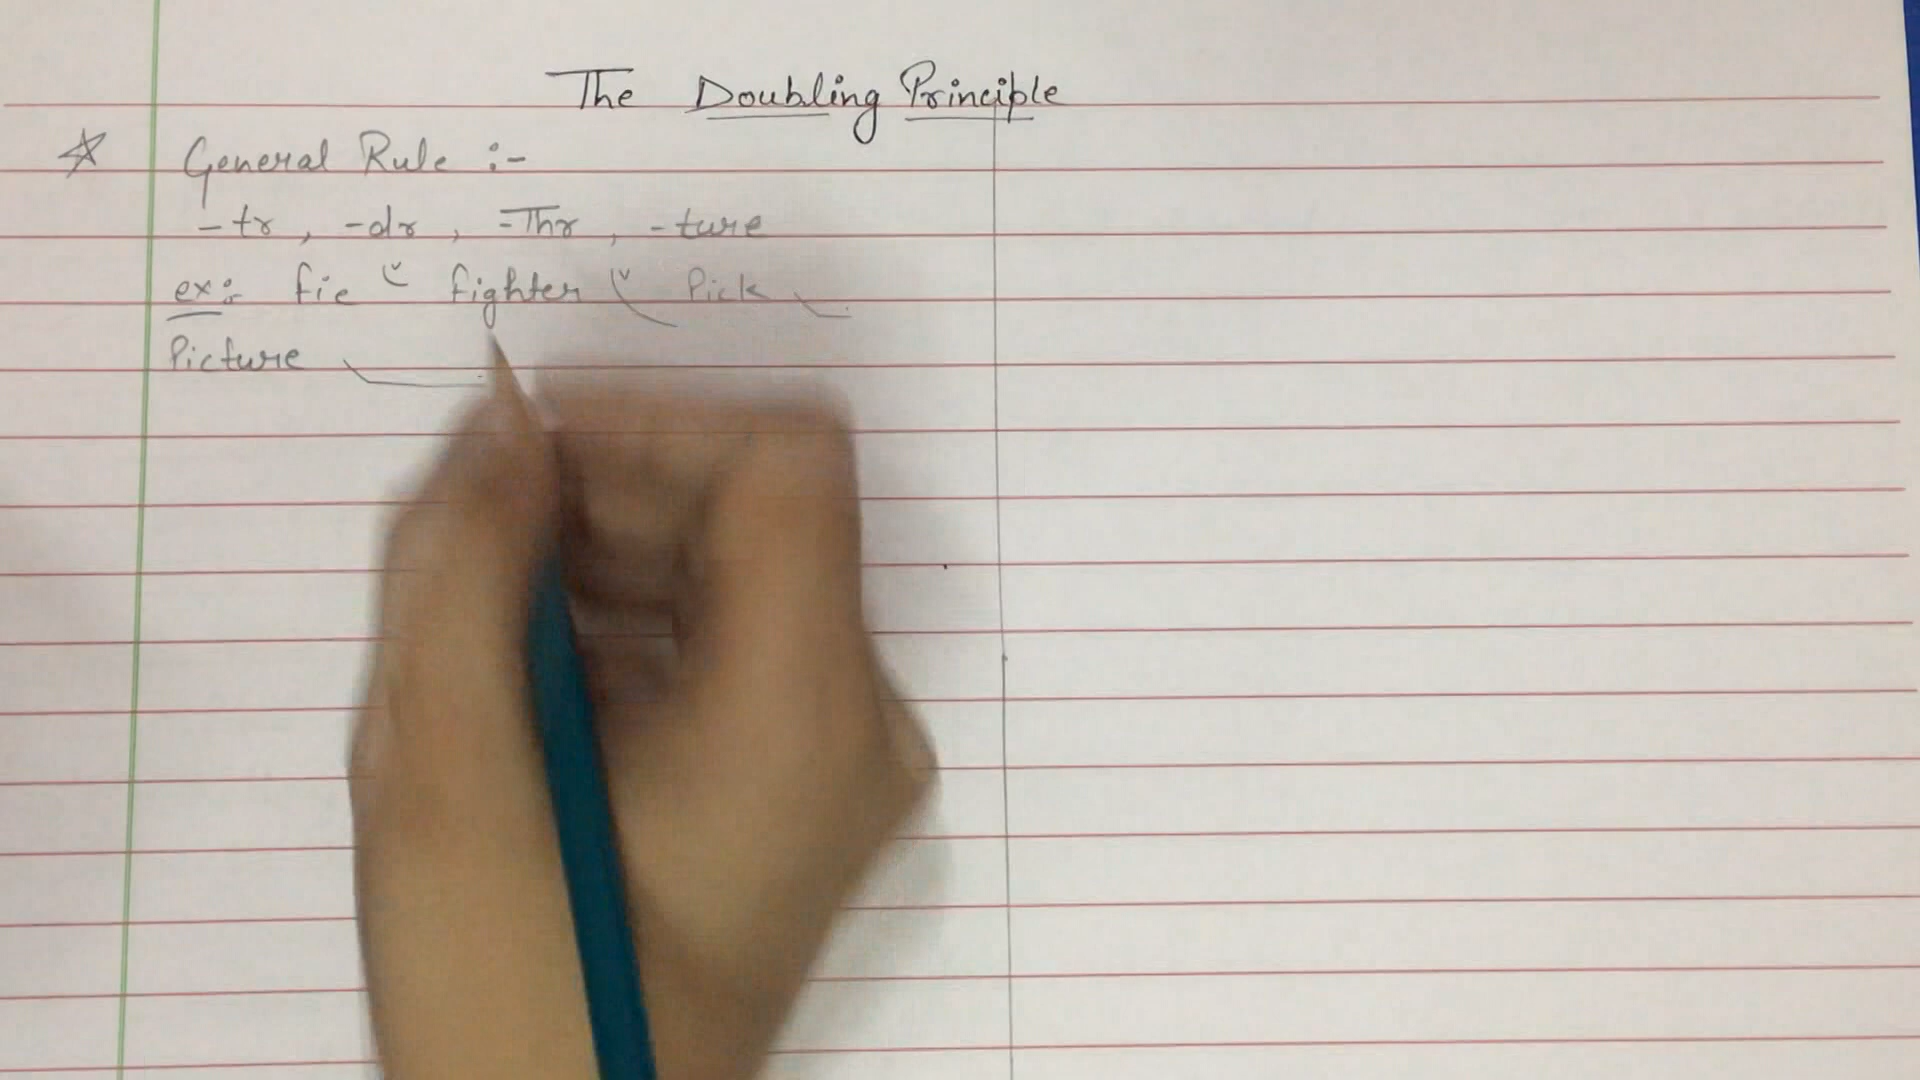 The Doubling Principle
General Rule :-
-tr , -dr , -Thr , -ture
ex:- fie fighter Pick
Picture